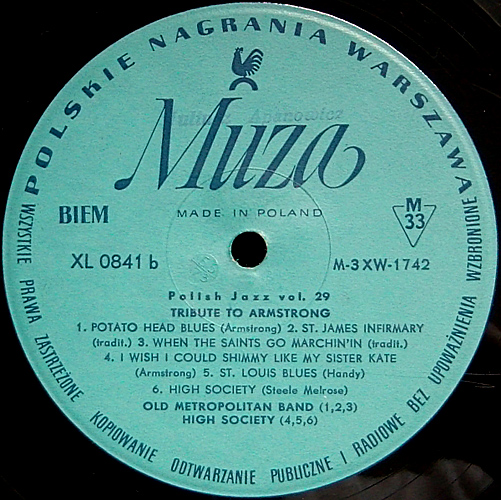 POLSKIE NAGRANIA WARSZAWA
Apanowicz
Muza
MADE IN POLAND
BIEM
M
33
XL 0841 b
M-3 XW-1742
Polish Jazz vol. 29
TRIBUTE TO ARMSTRONG
1. POTATO HEAD BLUES (Armstrong) 2. ST. JAMES INFIRMARY
(tradit.) 3. WHEN THE SAINTS GO MARCHIN'IN (tradit.)
4. I WISH I COULD SHIMMY LIKE MY SISTER KATE
(Armstrong) 5. ST. LOUIS BLUES (Handy)
6. HIGH SOCIETY (Steele Melrose)
OLD METROPOLITAN BAND (1,2,3)
HIGH SOCIETY (4,5,6)
WSZYSTKIE PRAWA ZASTRZEŻONE KOPIOWANIE ODTWARZANIE PUBLICZNE I RADIOWE BEZ UPOWAŻNIENIA WZBRONIONE